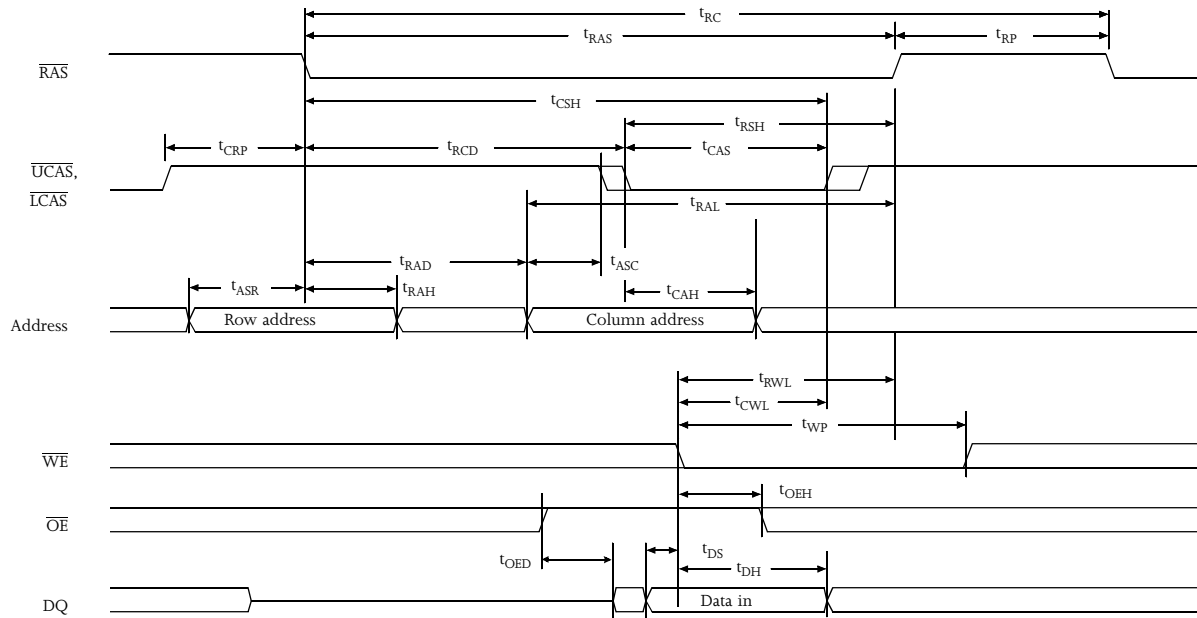 tRC
tRAS
tRP
RAS
tCSH
tRSH
tCRP
tRCD
tCAS
UCAS,
LCAS
tRAL
tRAD
tASC
tASR
tRAH
tCAH
Address
Row address
Column address
tRWL
tCWL
tWP
WE
tOEH
OE
tOED
tDS
tDH
DQ
Data in